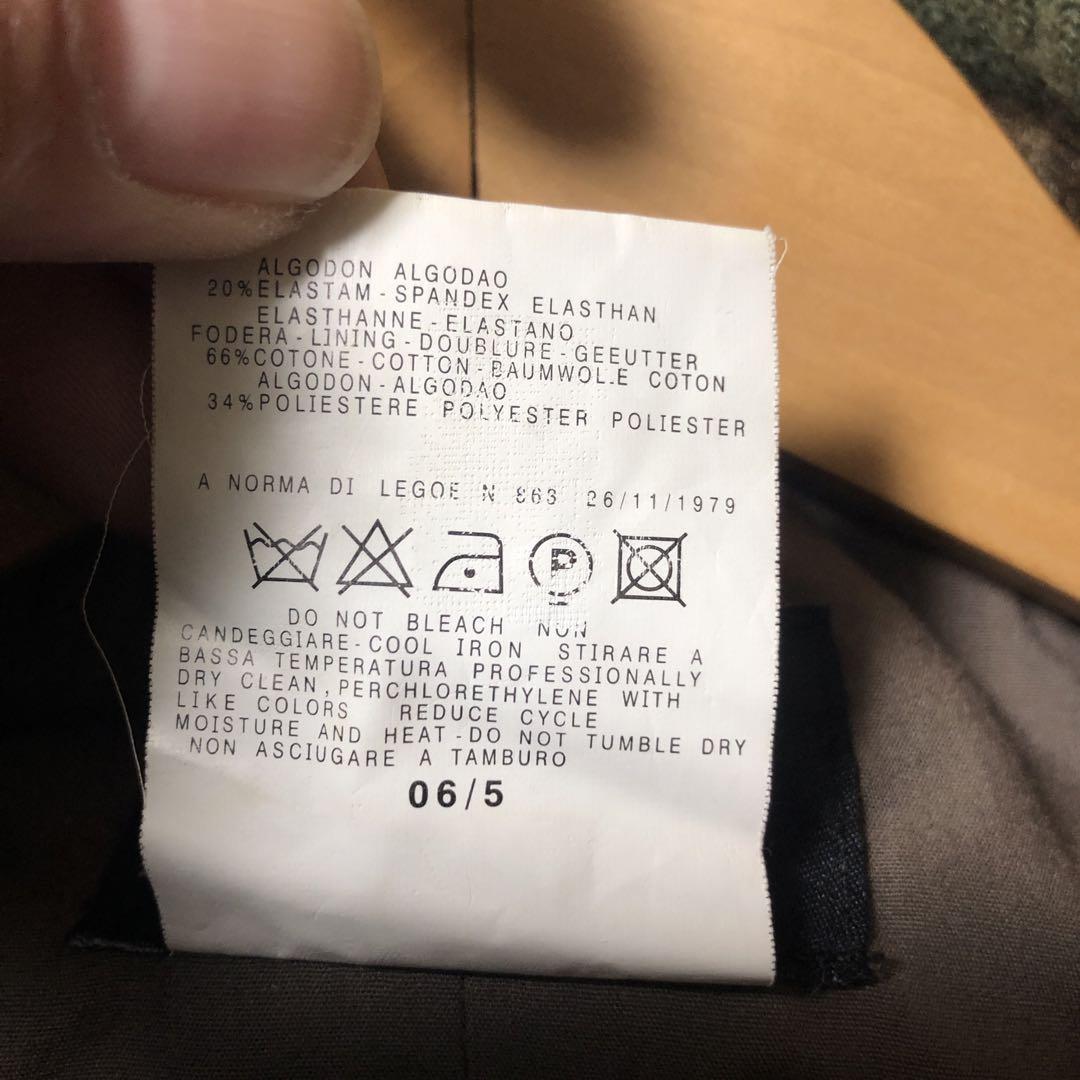 ALGODON ALGODAO
20%ELASTAM-SPANDEX ELASTHAN
ELASTHANNE-ELASTANO
FODERA-LINING-DOUBLURE-GEEUTTER
66%COTONE-COTTON-BAUMWOLLE COTON
ALGODON-ALGODAO
34%POLIESTERE POLYESTER POLIESTER
A NORMA DI LEGGE N 863 26/11/1979
P
DO NOT BLEACH NON
CANDEGGIARE-COOL IRON STIRARE A
BASSA TEMPERATURA PROFESSIONALLY
DRY CLEAN,PERCHLORETHYLENE WITH
LIKE COLORS REDUCE CYCLE
MOISTURE AND HEAT-DO NOT TUMBLE DRY
NON ASCIUGARE A TAMBURO
06/5